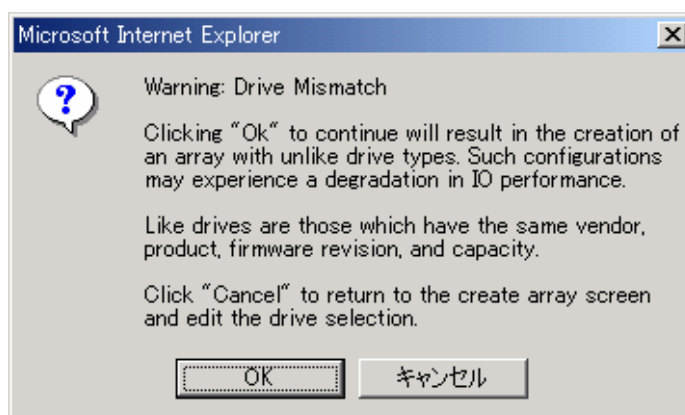 Microsoft Internet Explorer
Warning: Drive Mismatch
Clicking "Ok" to continue will result in the creation of
an array with unlike drive types. Such configurations
may experience a degradation in IO performance.
Like drives are those which have the same vendor,
product, firmware revision, and capacity.
Click "Cancel" to return to the create array screen
and edit the drive selection.
OK
キャンセル